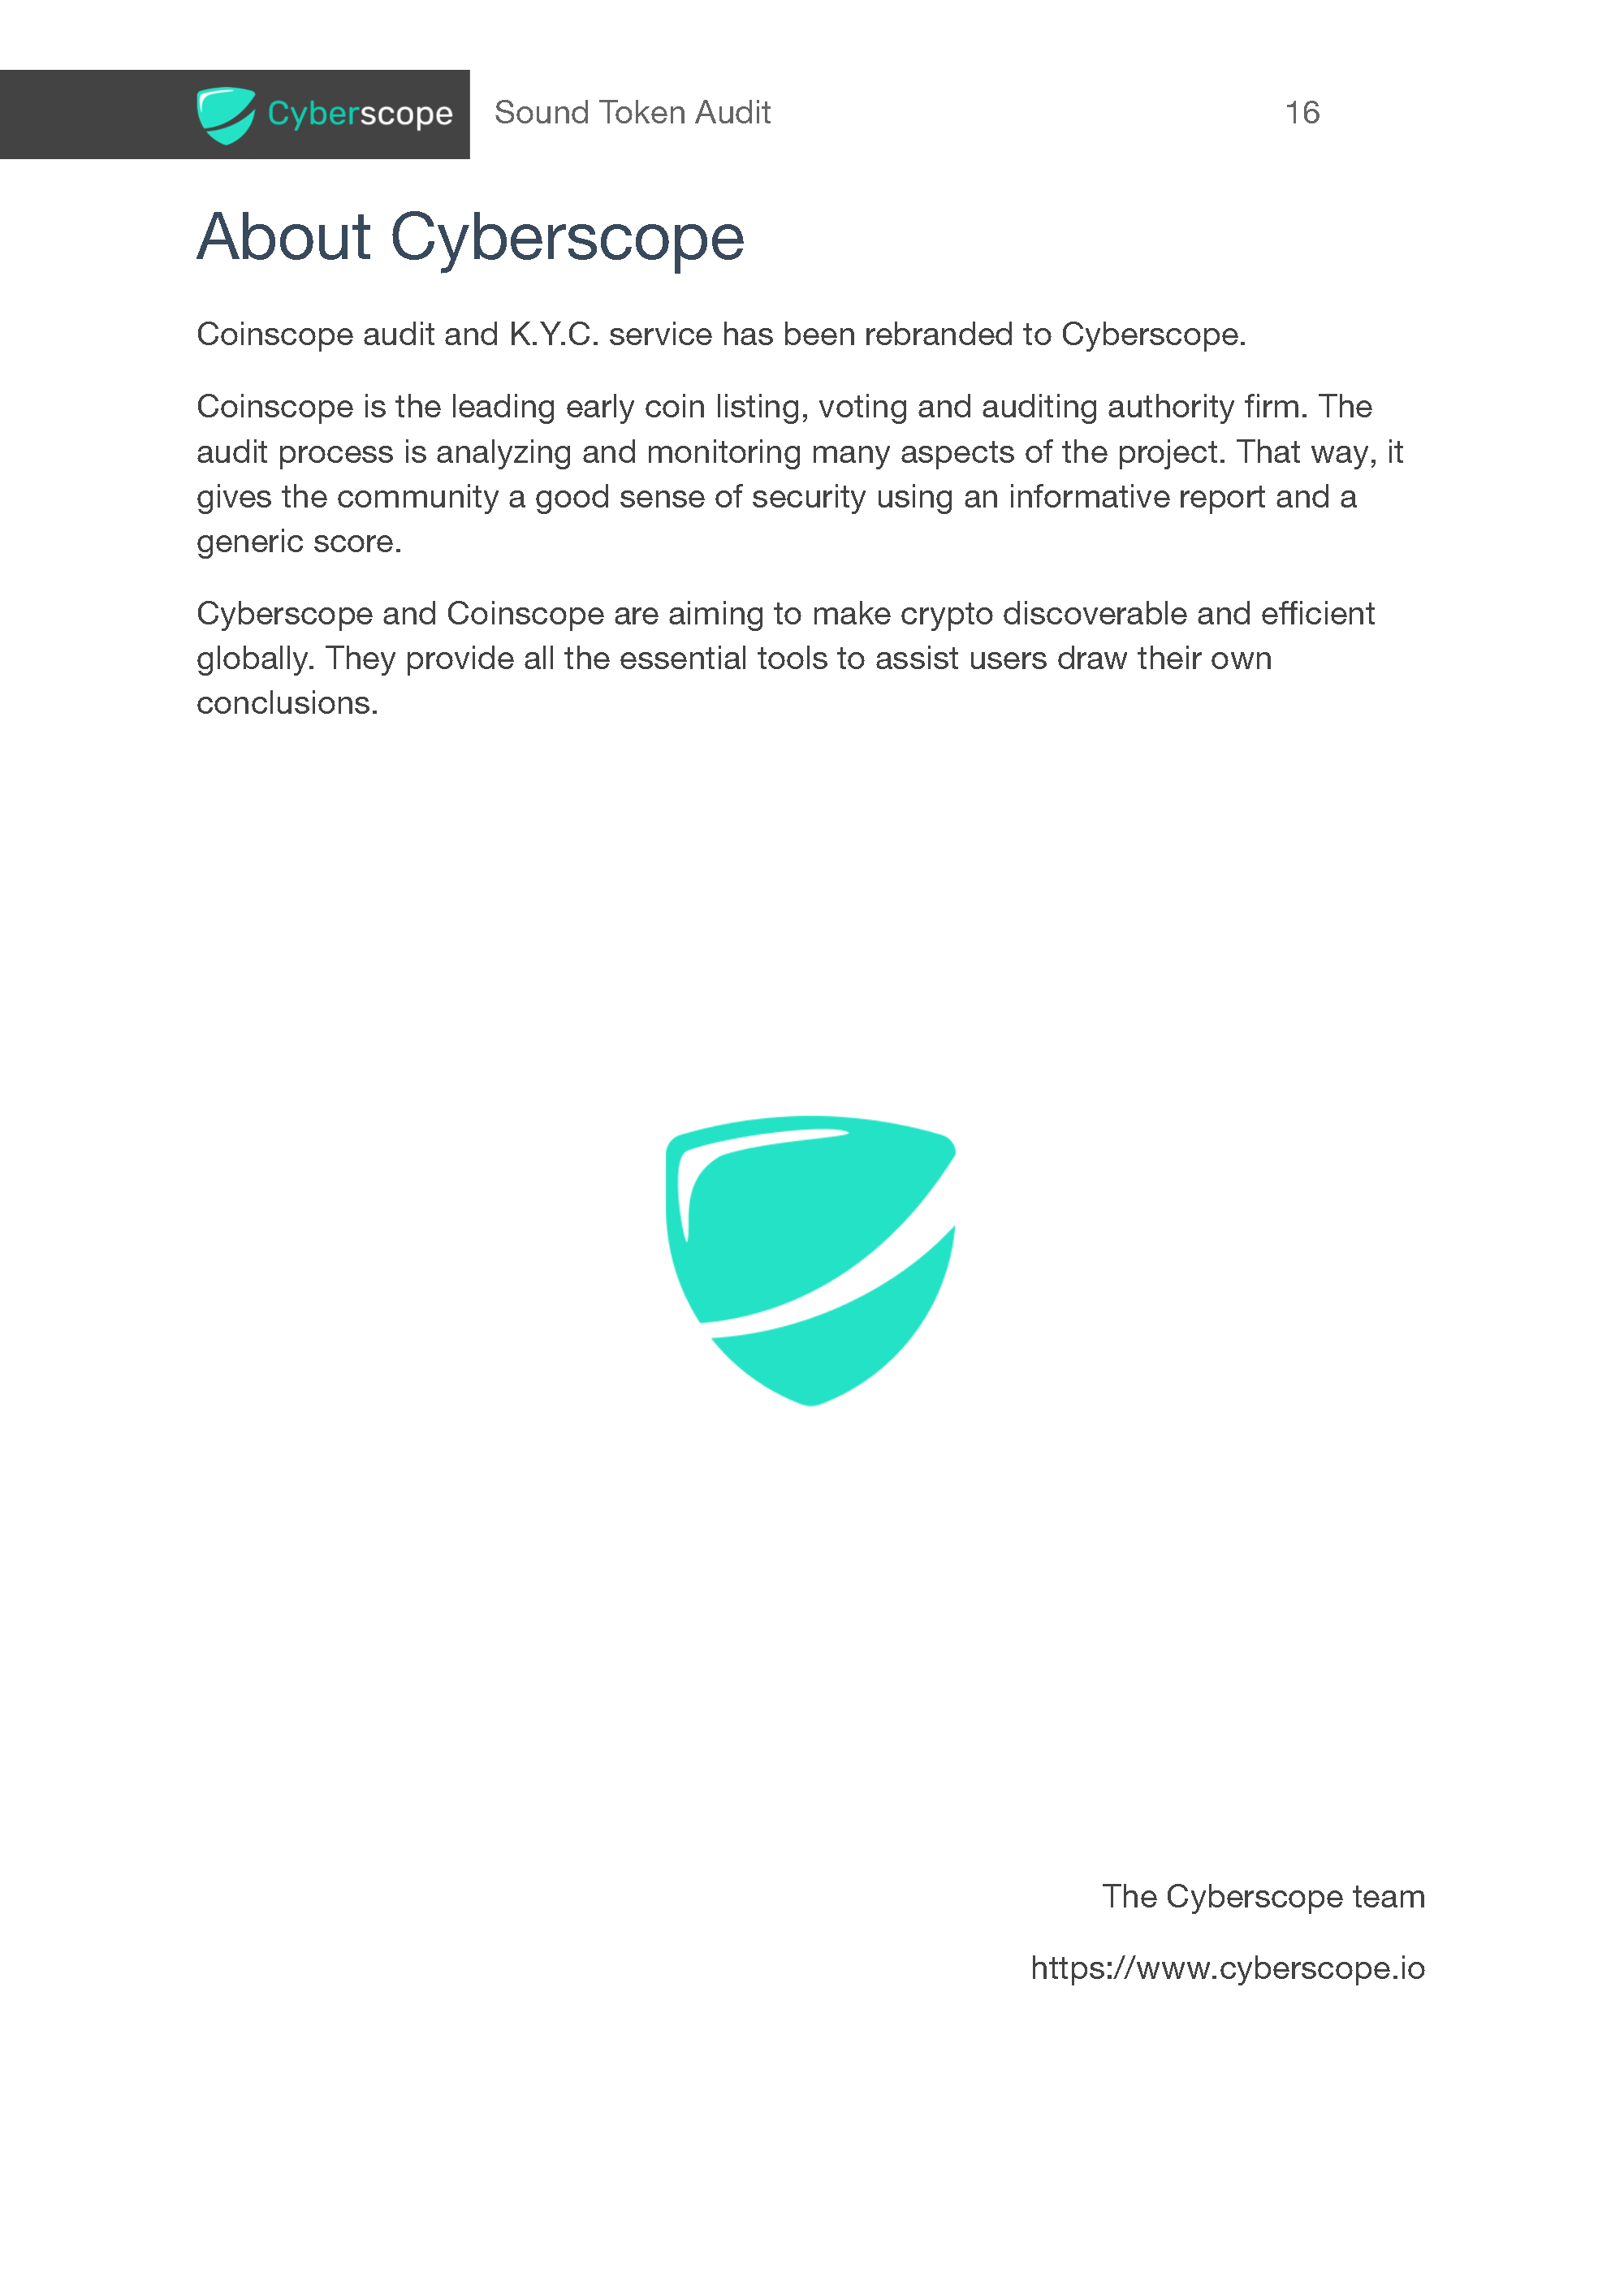 Cyberscope Sound Token Audit 16
About Cyberscope
Coinscope audit and K.Y.C. service has been rebranded to Cyberscope.
Coinscope is the leading early coin listing, voting and auditing authority firm. The
audit process is analyzing and monitoring many aspects of the project. That way, it
gives the community a good sense of security using an informative report and a
generic score.
Cyberscope and Coinscope are aiming to make crypto discoverable and efficient
globally. They provide all the essential tools to assist users draw their own
conclusions.
The Cyberscope team
https://www.cyberscope.io